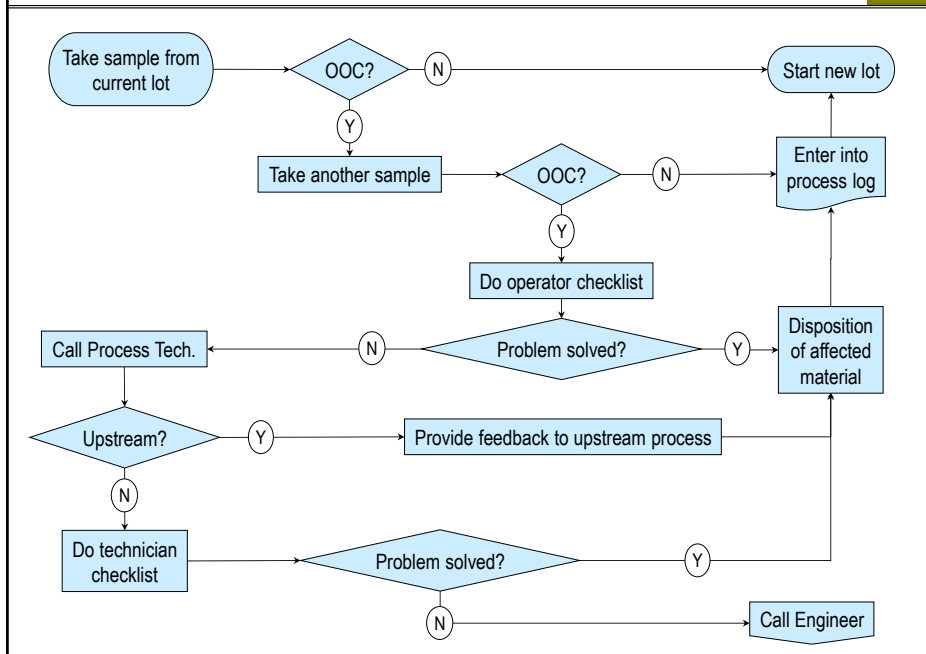 Take sample from
current lot
OOC?
N
Start new lot
Y
Take another sample
OOC?
N
Enter into
process log
Y
Do operator checklist
Call Process Tech.
N
Problem solved?
Y
Disposition
of affected
material
Upstream?
Y
Provide feedback to upstream process
N
Do technician
checklist
Problem solved?
Y
N
Call Engineer